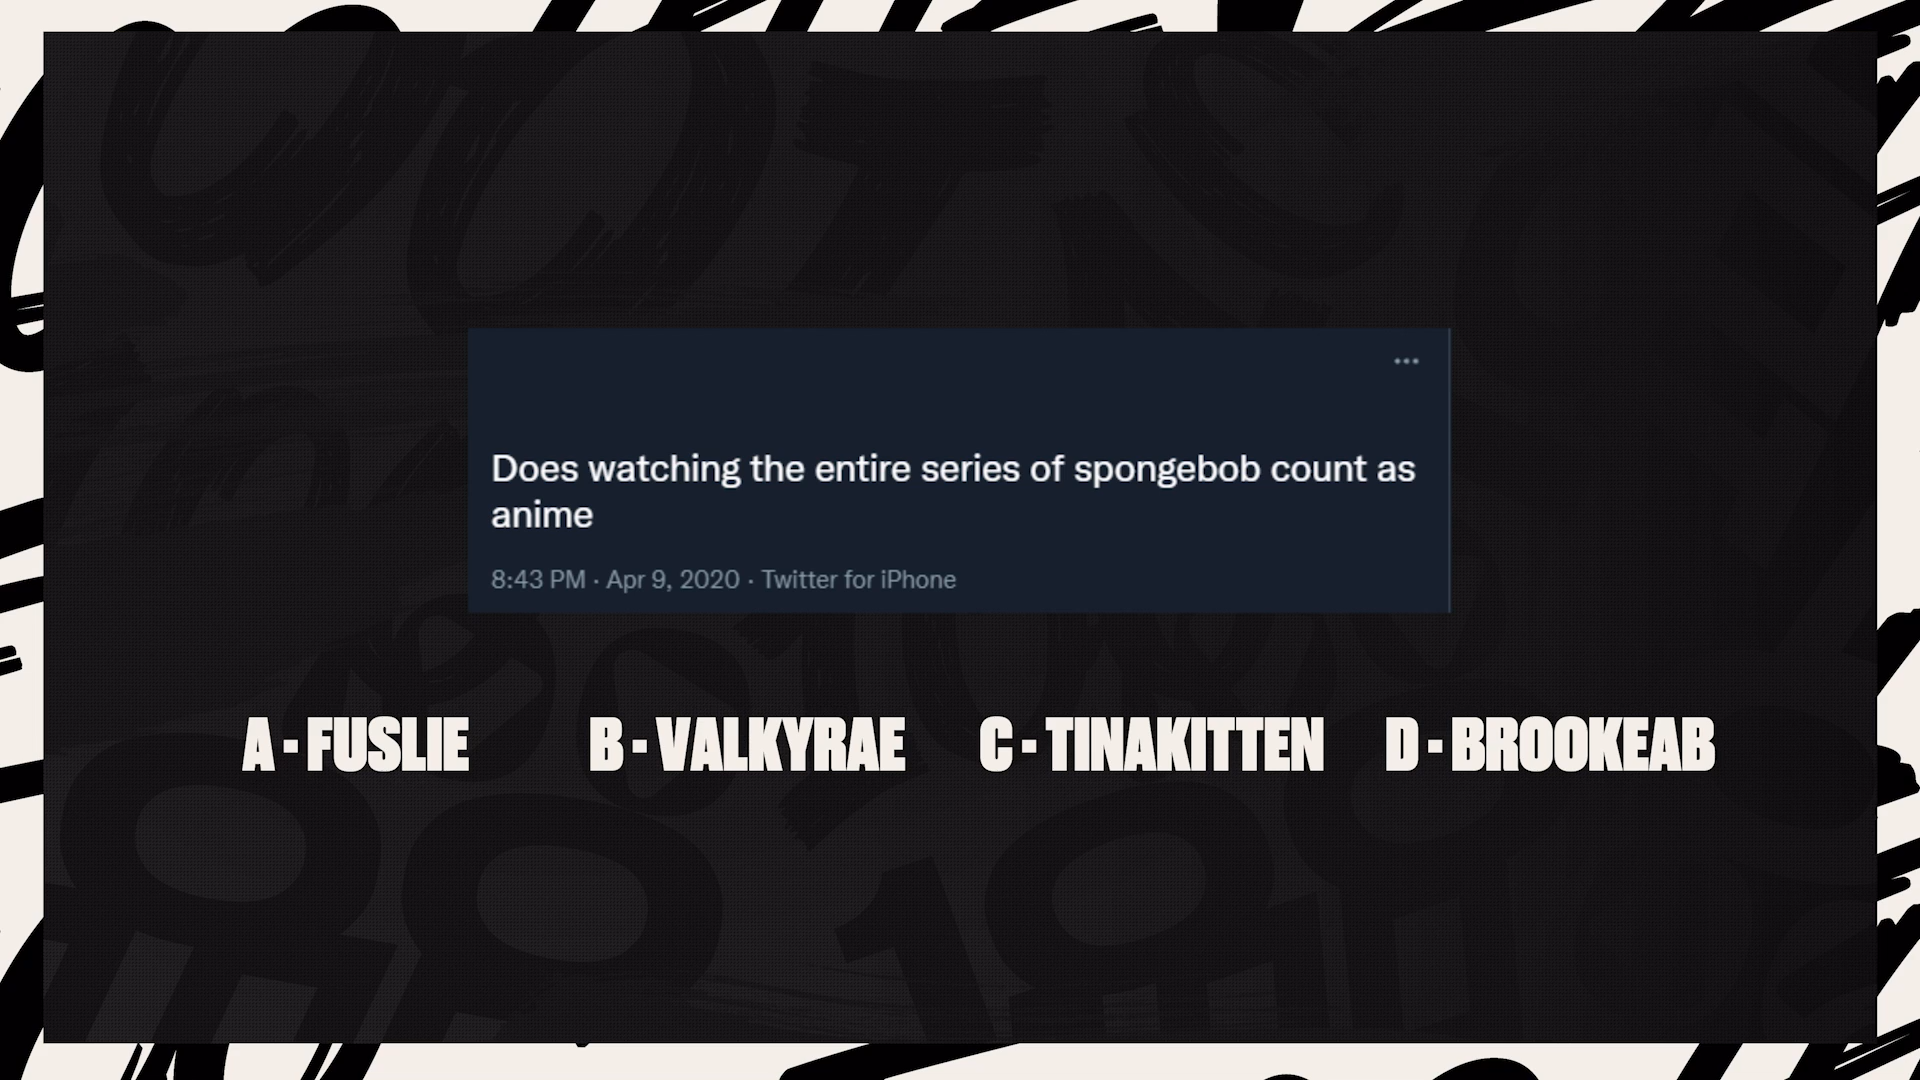 Does watching the entire series of spongebob count as
anime
8:43 PM · Apr 9, 2020 · Twitter for iPhone
A - FUSLIE B - VALKYRAE C - TINAKITTEN D - BROOKEAB